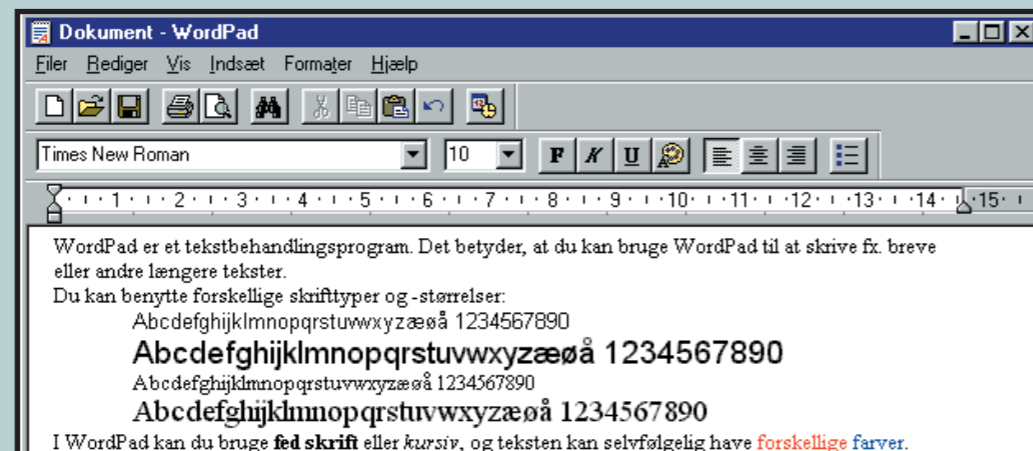 Dokument - WordPad
Filer Rediger Vis Indsæt Formater Hjælp
Times New Roman 10 F K U
1 2 3 4 5 6 7 8 9 10 11 12 13 14 15
WordPad er et tekstbehandlingsprogram. Det betyder, at du kan bruge WordPad til at skrive fx. breve
eller andre længere tekster.
Du kan benytte forskellige skrifttyper og -størrelser:
Abcdefghijklmnopqrstuvwxyzæøå 1234567890
Abcdefghijklmnopqrstuvwxyzæøå 1234567890
Abcdefghijklmnopqrstuvwxyzæøå 1234567890
Abcdefghijklmnopqrstuvwxyzæøå 1234567890
I WordPad kan du bruge fed skrift eller kursiv, og teksten kan selvfølgelig have forskellige farver.